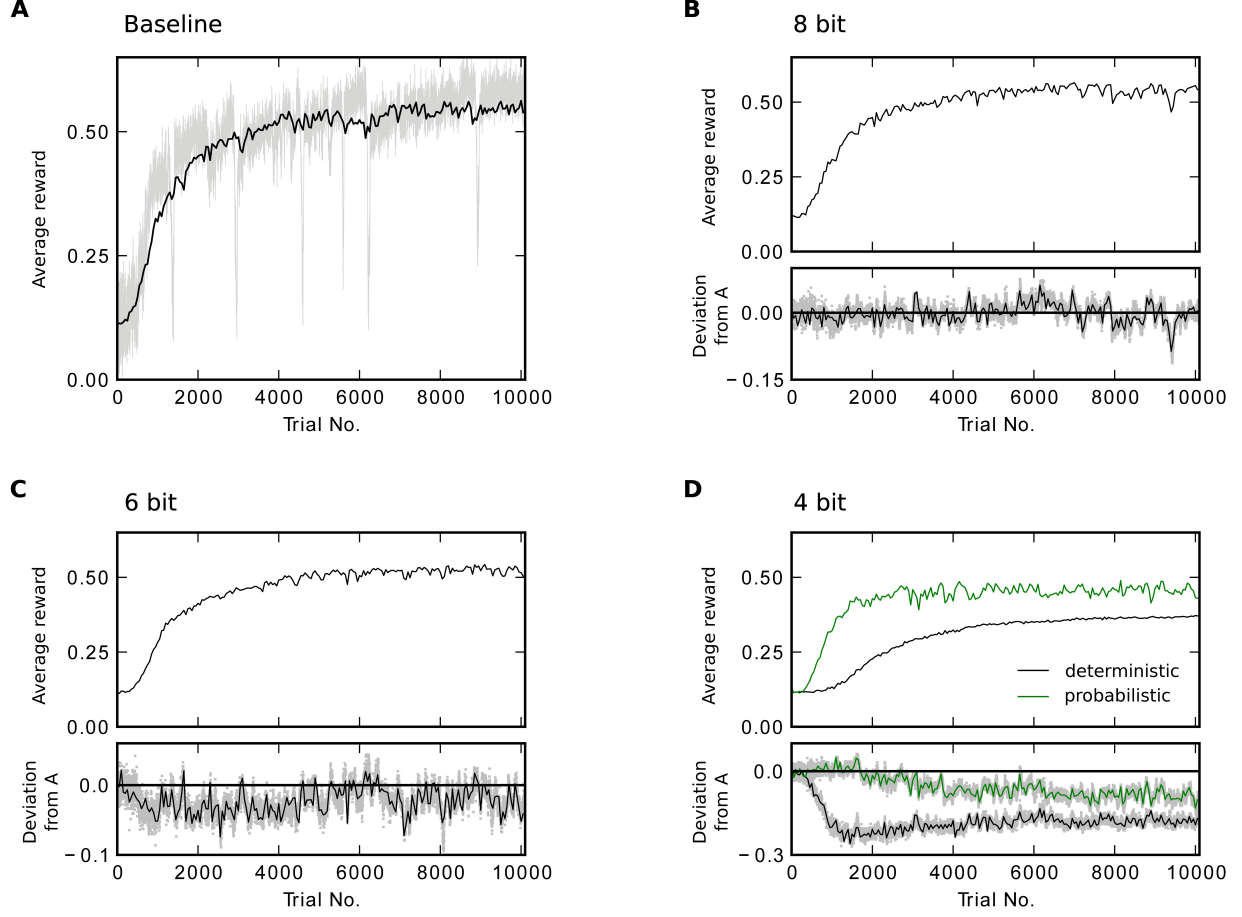 A
Baseline
Average reward
0.50
0.25
0.00
0 2000 4000 6000 8000 10000
Trial No.
B
8 bit
Average reward
0.50
0.25
0.00
Deviation
from A
0.00
−0.15
0 2000 4000 6000 8000 10000
Trial No.
C
6 bit
Average reward
0.50
0.25
0.00
Deviation
from A
0.0
−0.1
0 2000 4000 6000 8000 10000
Trial No.
D
4 bit
Average reward
0.50
0.25
0.00
deterministic
probabilistic
Deviation
from A
0.0
−0.3
0 2000 4000 6000 8000 10000
Trial No.